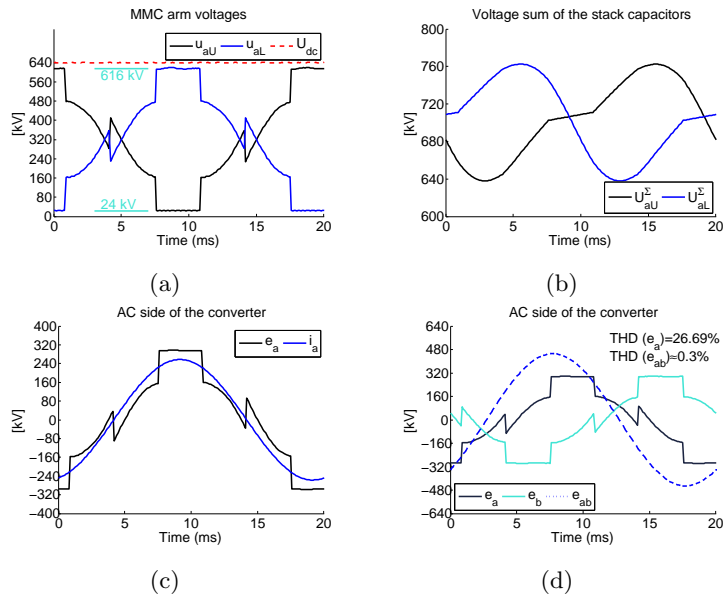 MMC arm voltages
u_aU u_aL U_dc
640
560
480
400
320
240
160
80
0
[kV]
616 kV
24 kV
0 5 10 15 20
Time (ms)
(a)
Voltage sum of the stack capacitors
800
760
720
680
640
600
[kV]
U^Σ_aU U^Σ_aL
0 5 10 15 20
Time (ms)
(b)
AC side of the converter
e_a i_a
400
320
240
160
80
0
−80
−160
−240
−320
−400
[kV]
0 5 10 15 20
Time (ms)
(c)
AC side of the converter
THD (e_a)=26.69%
THD (e_ab)≈0.3%
640
480
320
160
0
−160
−320
−480
−640
[kV]
e_a e_b e_ab
0 5 10 15 20
Time (ms)
(d)